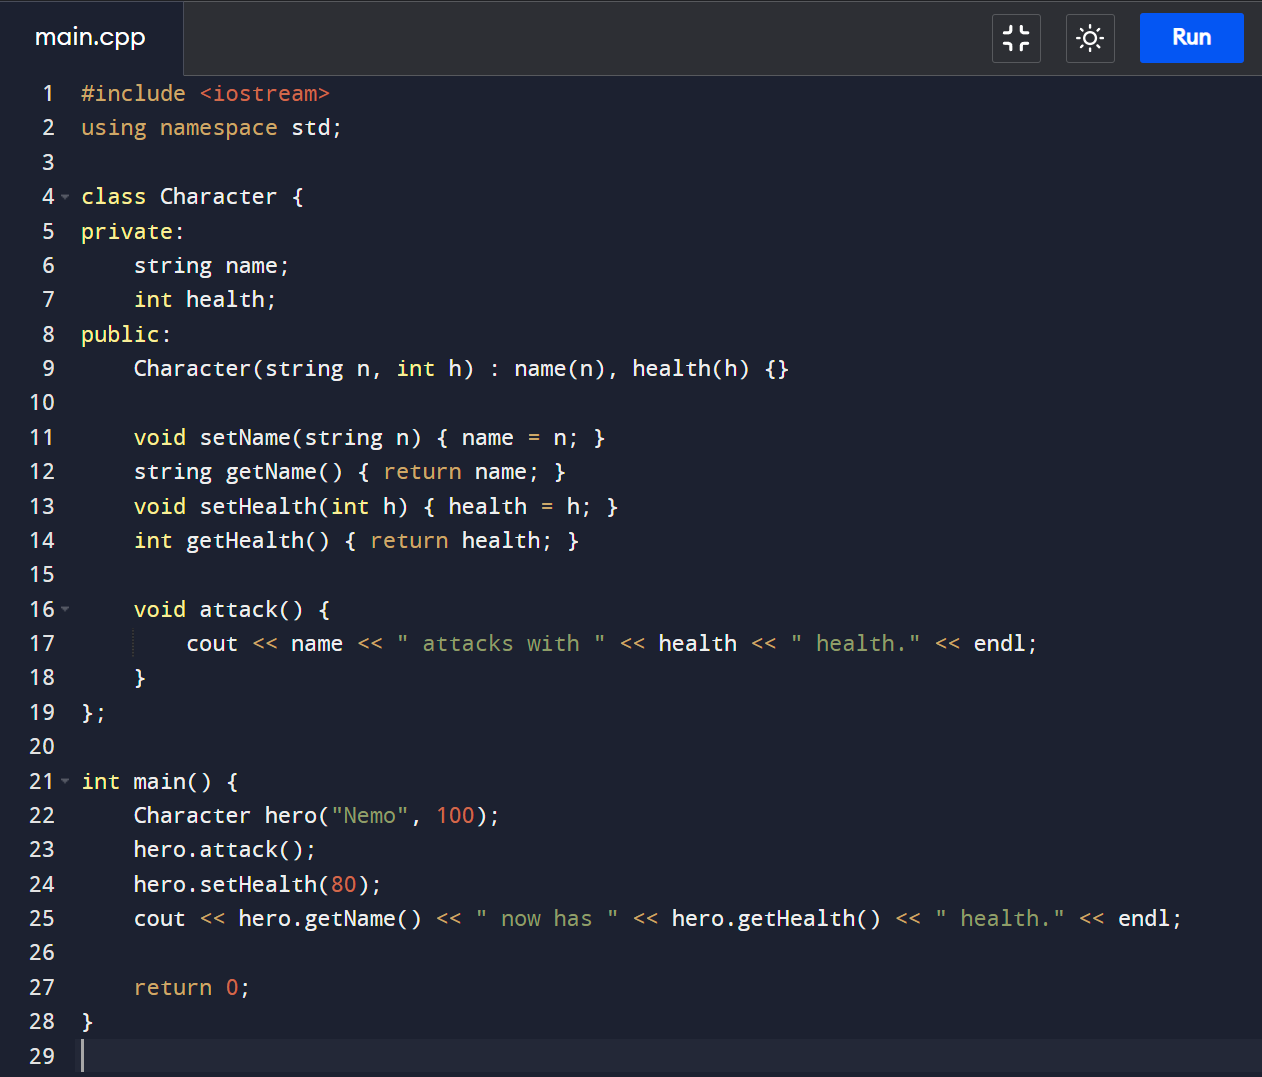 main.cpp
Run
1 #include <iostream>
2 using namespace std;
3
4 class Character {
5 private:
6     string name;
7     int health;
8 public:
9     Character(string n, int h) : name(n), health(h) {}
10
11     void setName(string n) { name = n; }
12     string getName() { return name; }
13     void setHealth(int h) { health = h; }
14     int getHealth() { return health; }
15
16     void attack() {
17         cout << name << " attacks with " << health << " health." << endl;
18     }
19 };
20
21 int main() {
22     Character hero("Nemo", 100);
23     hero.attack();
24     hero.setHealth(80);
25     cout << hero.getName() << " now has " << hero.getHealth() << " health." << endl;
26
27     return 0;
28 }
29